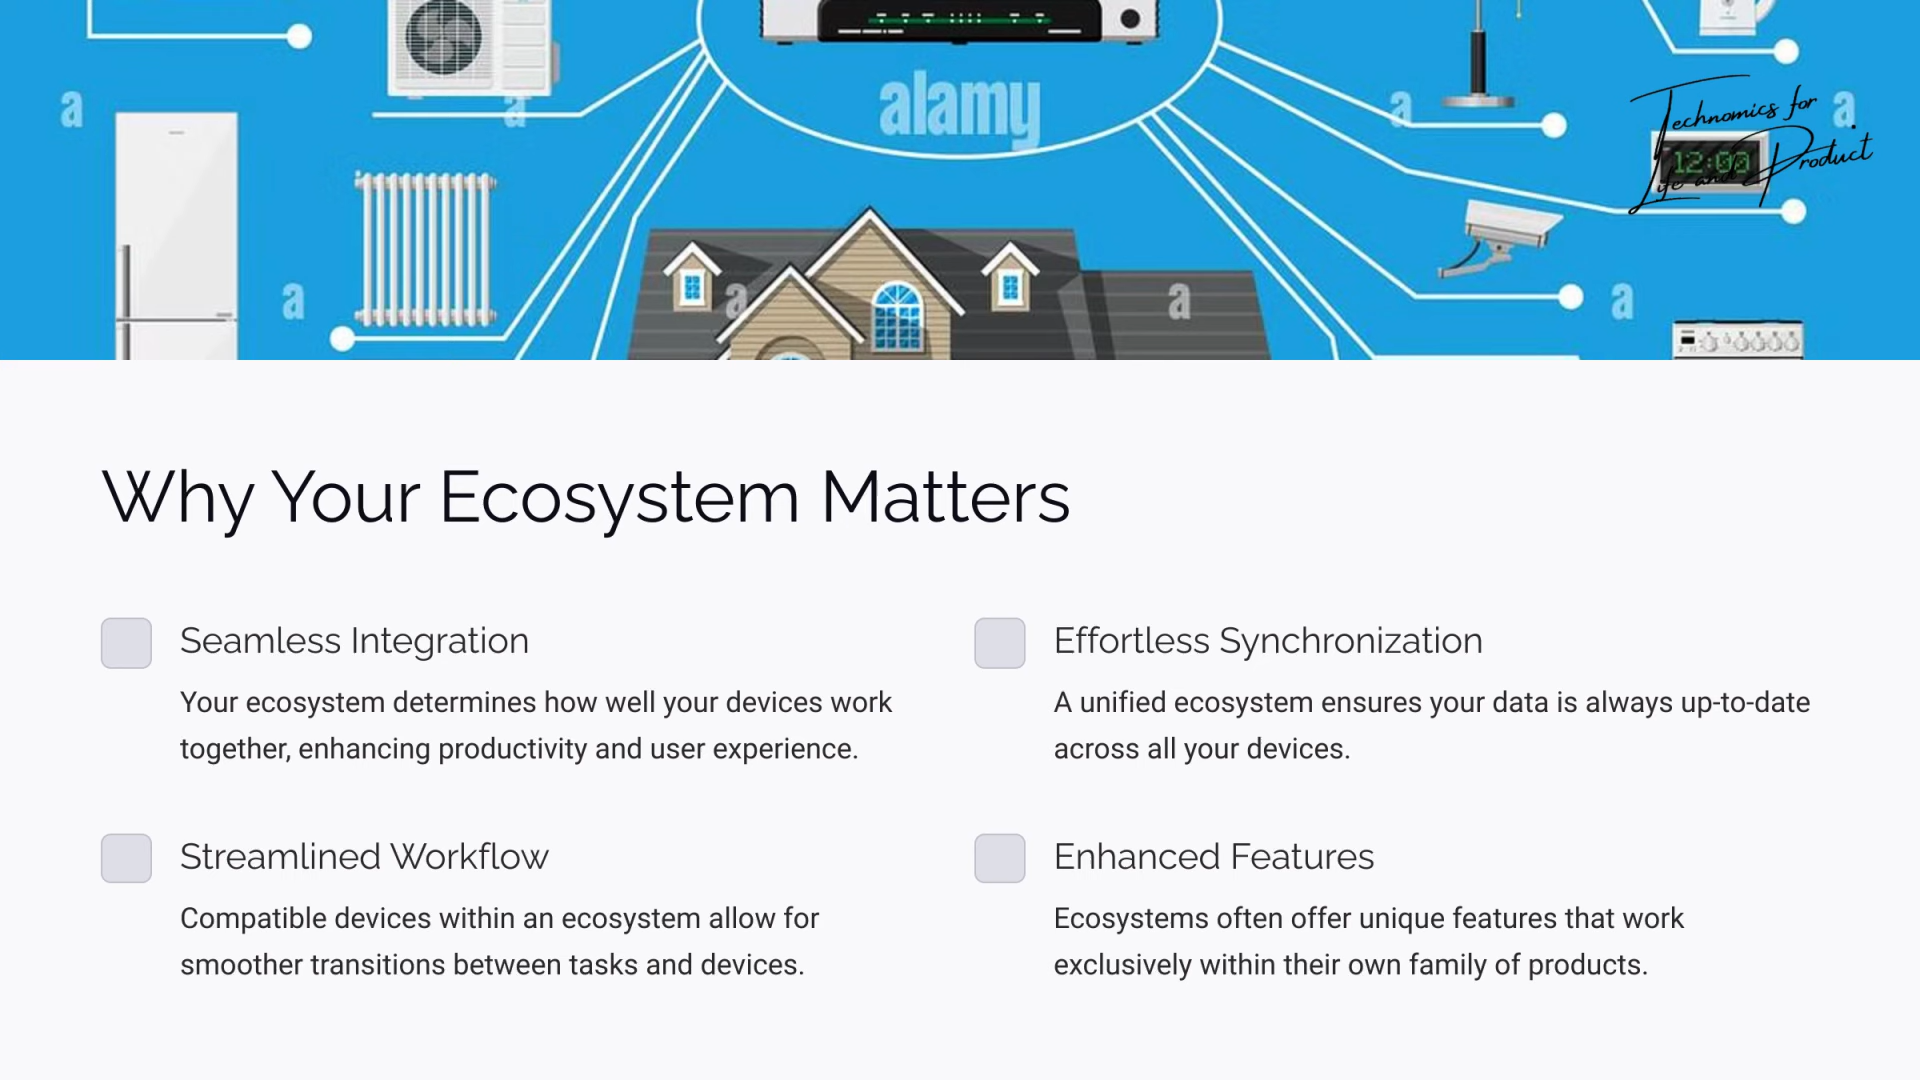 alamy
a
a
a
a
Technomics for
Life and Product
12:00
a
a
a
a
Why Your Ecosystem Matters
Seamless Integration
Your ecosystem determines how well your devices work
together, enhancing productivity and user experience.
Effortless Synchronization
A unified ecosystem ensures your data is always up-to-date
across all your devices.
Streamlined Workflow
Compatible devices within an ecosystem allow for
smoother transitions between tasks and devices.
Enhanced Features
Ecosystems often offer unique features that work
exclusively within their own family of products.